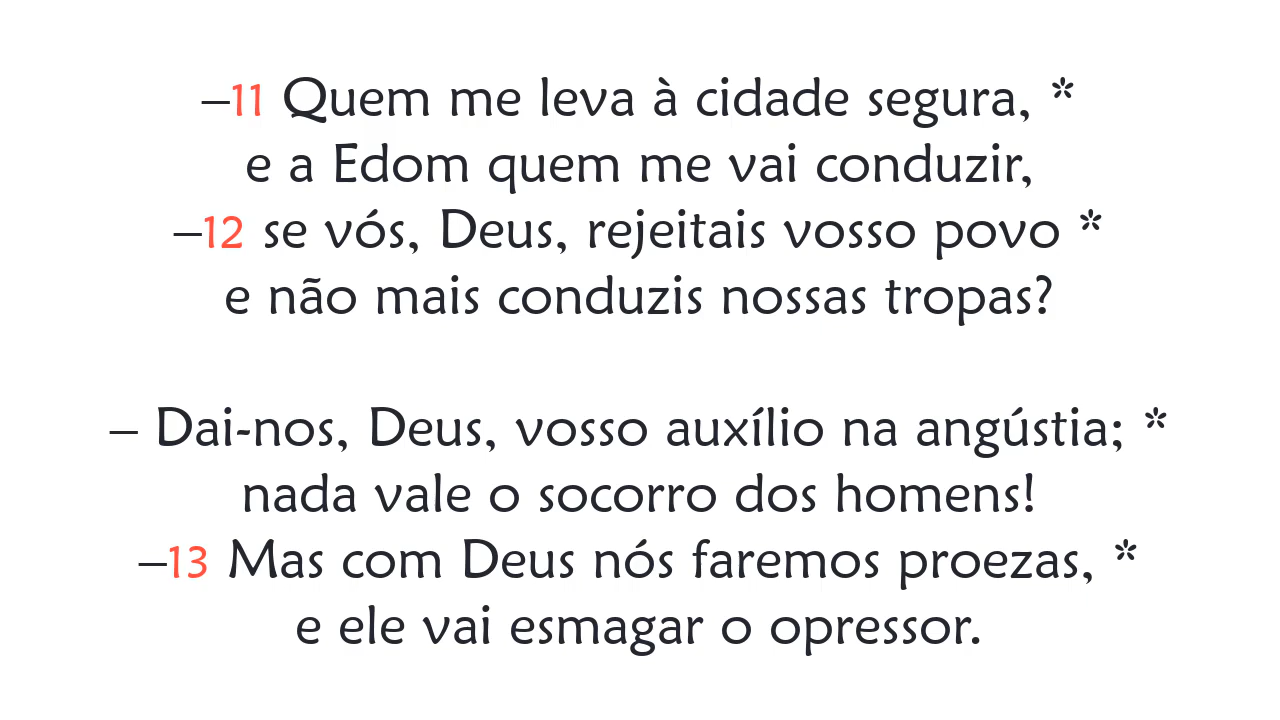 –11 Quem me leva à cidade segura, *
e a Edom quem me vai conduzir,
–12 se vós, Deus, rejeitais vosso povo *
e não mais conduzis nossas tropas?
– Dai-nos, Deus, vosso auxílio na angústia; *
nada vale o socorro dos homens!
–13 Mas com Deus nós faremos proezas, *
e ele vai esmagar o opressor.